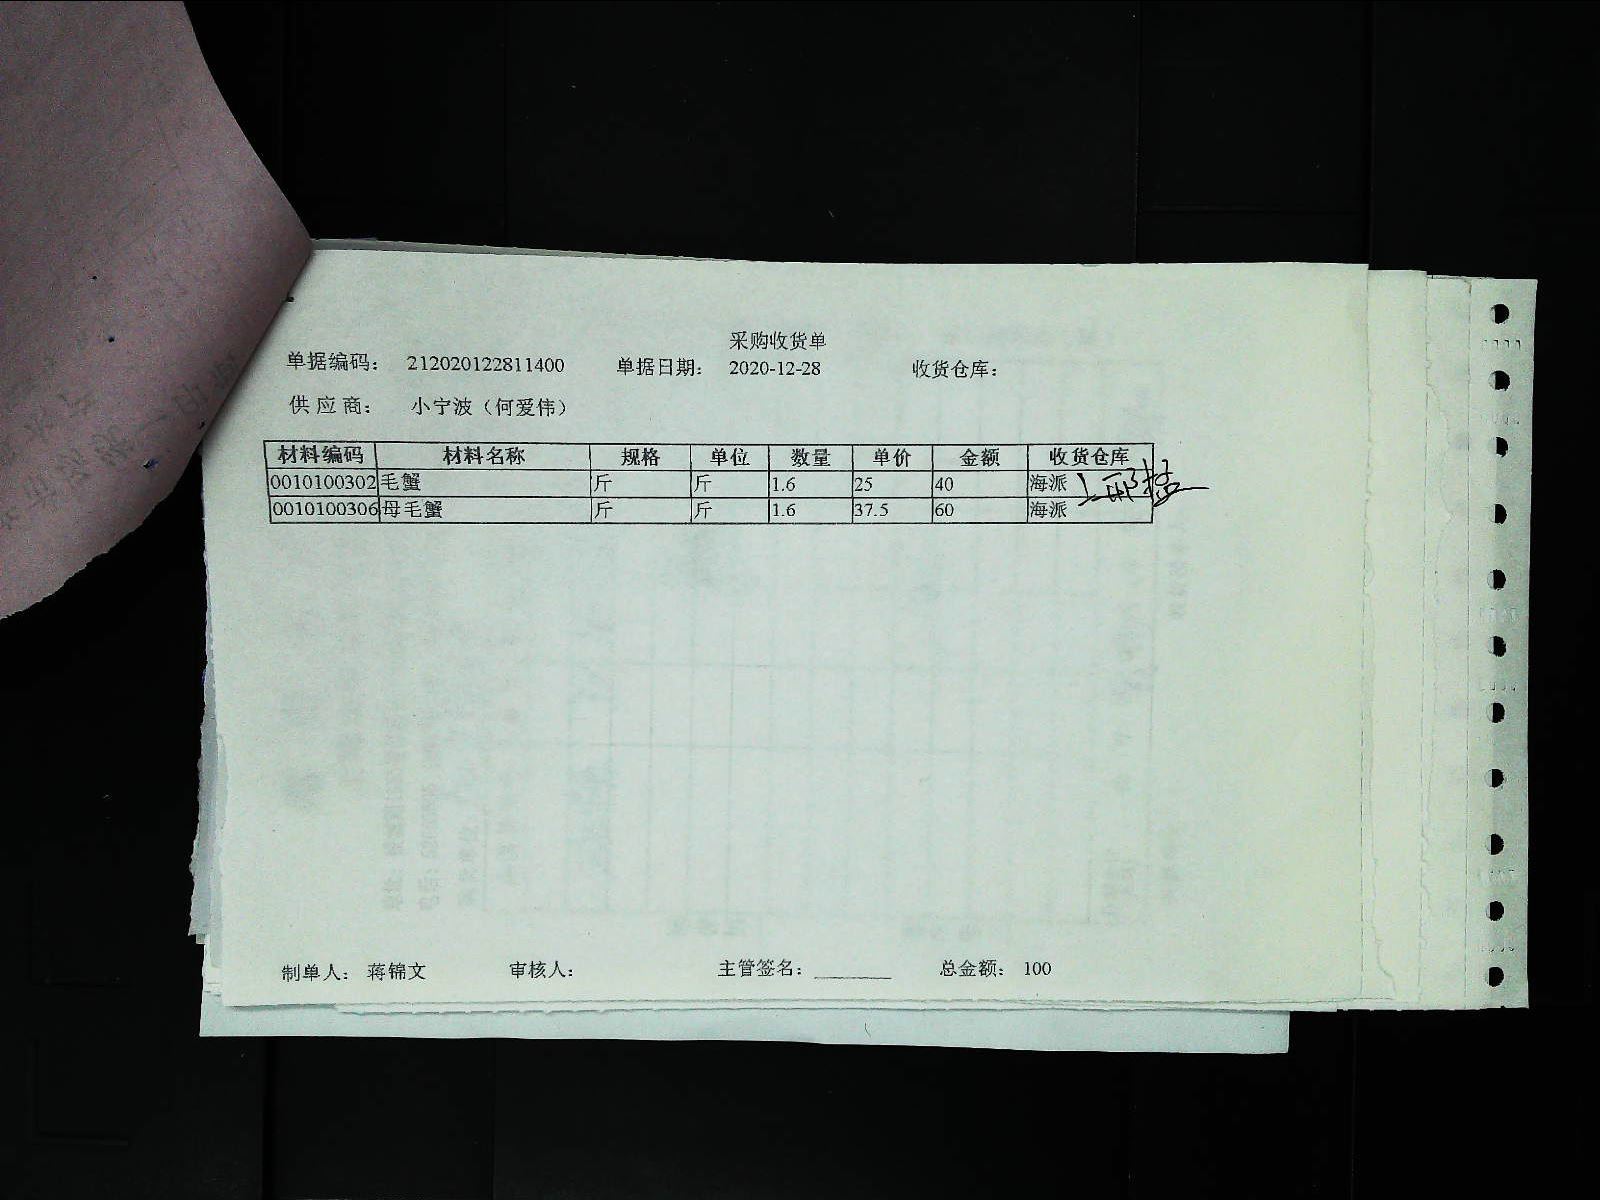 采购收货单
单据编码： 212020122811400 单据日期： 2020-12-28 收货仓库：
供 应 商： 小宁波（何爱伟）
材料编码 材料名称 规格 单位 数量 单价 金额 收货仓库
0010100302 毛蟹 斤 斤 1.6 25 40 海派
0010100306 母毛蟹 斤 斤 1.6 37.5 60 海派
制单人： 蒋锦文 审核人： 主管签名： 总金额： 100